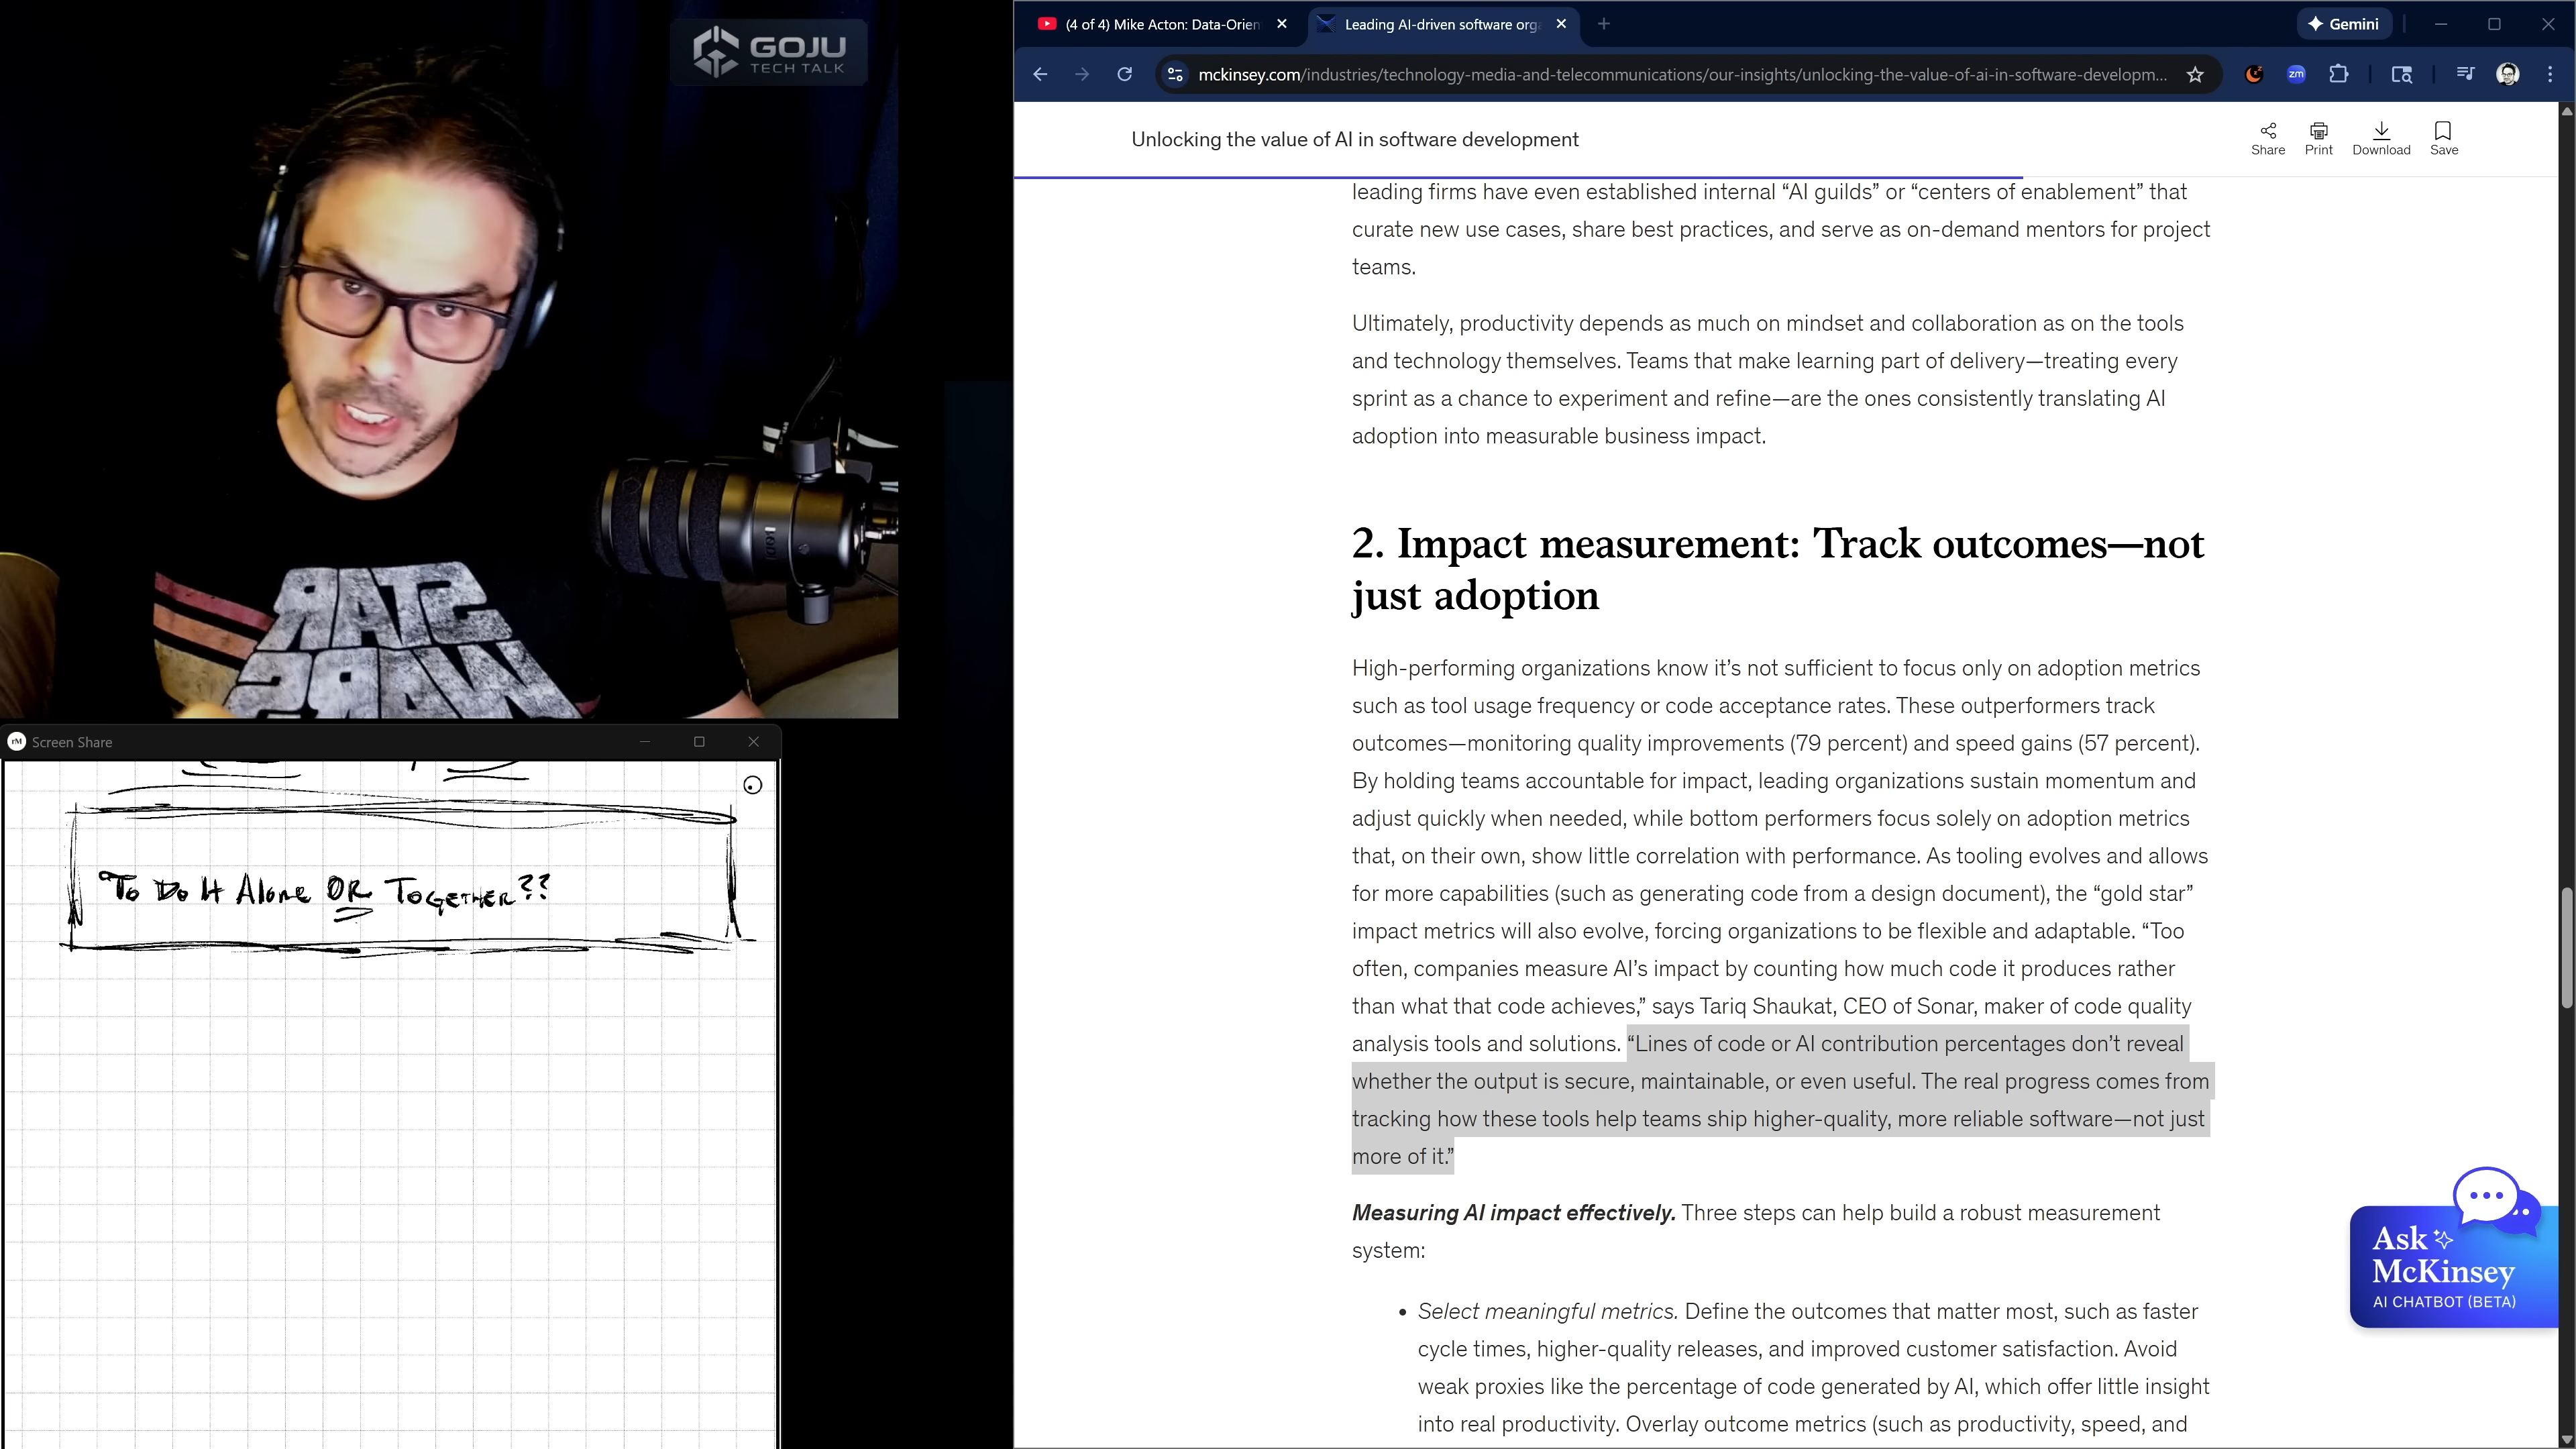 GOJU
TECH TALK
STAR
WARS
Screen Share
To Do It Alone OR Together??
(4 of 4) Mike Acton: Data-Orien
Leading AI-driven software orga
Gemini
mckinsey.com/industries/technology-media-and-telecommunications/our-insights/unlocking-the-value-of-ai-in-software-developm...
zm
Unlocking the value of AI in software development
Share
Print
Download
Save
leading firms have even established internal “AI guilds” or “centers of enablement” that
curate new use cases, share best practices, and serve as on-demand mentors for project
teams.
Ultimately, productivity depends as much on mindset and collaboration as on the tools
and technology themselves. Teams that make learning part of delivery—treating every
sprint as a chance to experiment and refine—are the ones consistently translating AI
adoption into measurable business impact.
2. Impact measurement: Track outcomes—not
just adoption
High-performing organizations know it’s not sufficient to focus only on adoption metrics
such as tool usage frequency or code acceptance rates. These outperformers track
outcomes—monitoring quality improvements (79 percent) and speed gains (57 percent).
By holding teams accountable for impact, leading organizations sustain momentum and
adjust quickly when needed, while bottom performers focus solely on adoption metrics
that, on their own, show little correlation with performance. As tooling evolves and allows
for more capabilities (such as generating code from a design document), the “gold star”
impact metrics will also evolve, forcing organizations to be flexible and adaptable. “Too
often, companies measure AI’s impact by counting how much code it produces rather
than what that code achieves,” says Tariq Shaukat, CEO of Sonar, maker of code quality
analysis tools and solutions. “Lines of code or AI contribution percentages don’t reveal
whether the output is secure, maintainable, or even useful. The real progress comes from
tracking how these tools help teams ship higher-quality, more reliable software—not just
more of it.”
Measuring AI impact effectively. Three steps can help build a robust measurement
system:
• Select meaningful metrics. Define the outcomes that matter most, such as faster
cycle times, higher-quality releases, and improved customer satisfaction. Avoid
weak proxies like the percentage of code generated by AI, which offer little insight
into real productivity. Overlay outcome metrics (such as productivity, speed, and
Ask
McKinsey
AI CHATBOT (BETA)